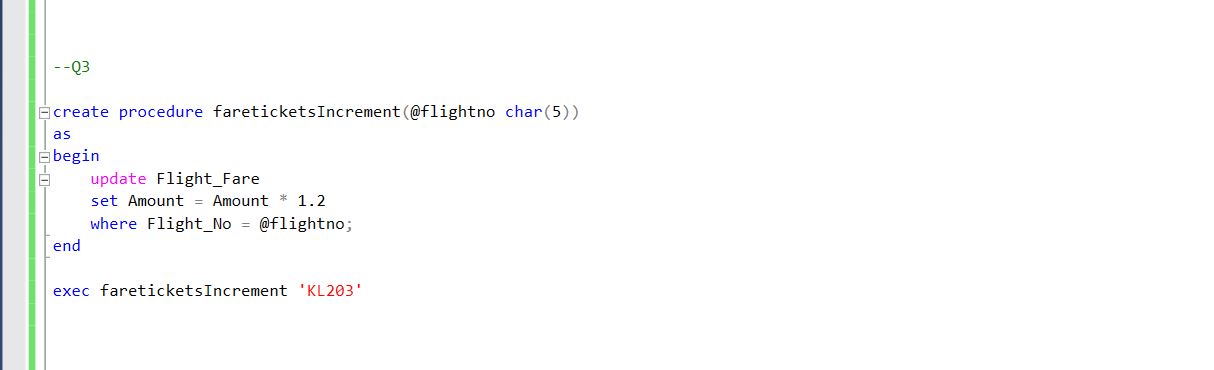 --Q3
create procedure fareticketsIncrement(@flightno char(5))
as
begin
update Flight_Fare
set Amount = Amount * 1.2
where Flight_No = @flightno;
end
exec fareticketsIncrement 'KL203'